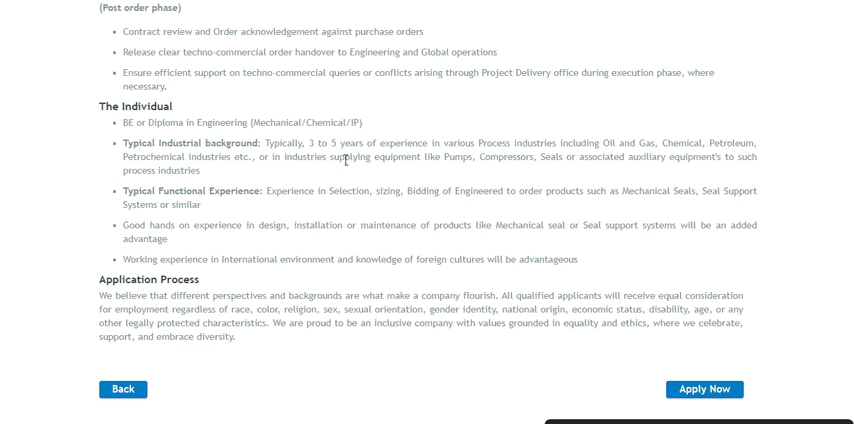 (Post order phase)
• Contract review and Order acknowledgement against purchase orders
• Release clear techno-commercial order handover to Engineering and Global operations
• Ensure efficient support on techno-commercial queries or conflicts arising through Project Delivery office during execution phase, where
necessary.
The Individual
• BE or Diploma in Engineering (Mechanical/Chemical/IP)
• Typical Industrial background: Typically, 3 to 5 years of experience in various Process industries including Oil and Gas, Chemical, Petroleum,
Petrochemical industries etc., or in industries supplying equipment like Pumps, Compressors, Seals or associated auxiliary equipment's to such
process industries
• Typical Functional Experience: Experience in Selection, sizing, Bidding of Engineered to order products such as Mechanical Seals, Seal Support
Systems or similar
• Good hands on experience in design, installation or maintenance of products like Mechanical seal or Seal support systems will be an added
advantage
• Working experience in International environment and knowledge of foreign cultures will be advantageous
Application Process
We believe that different perspectives and backgrounds are what make a company flourish. All qualified applicants will receive equal consideration
for employment regardless of race, color, religion, sex, sexual orientation, gender identity, national origin, economic status, disability, age, or any
other legally protected characteristics. We are proud to be an inclusive company with values grounded in equality and ethics, where we celebrate,
support, and embrace diversity.
Back
Apply Now